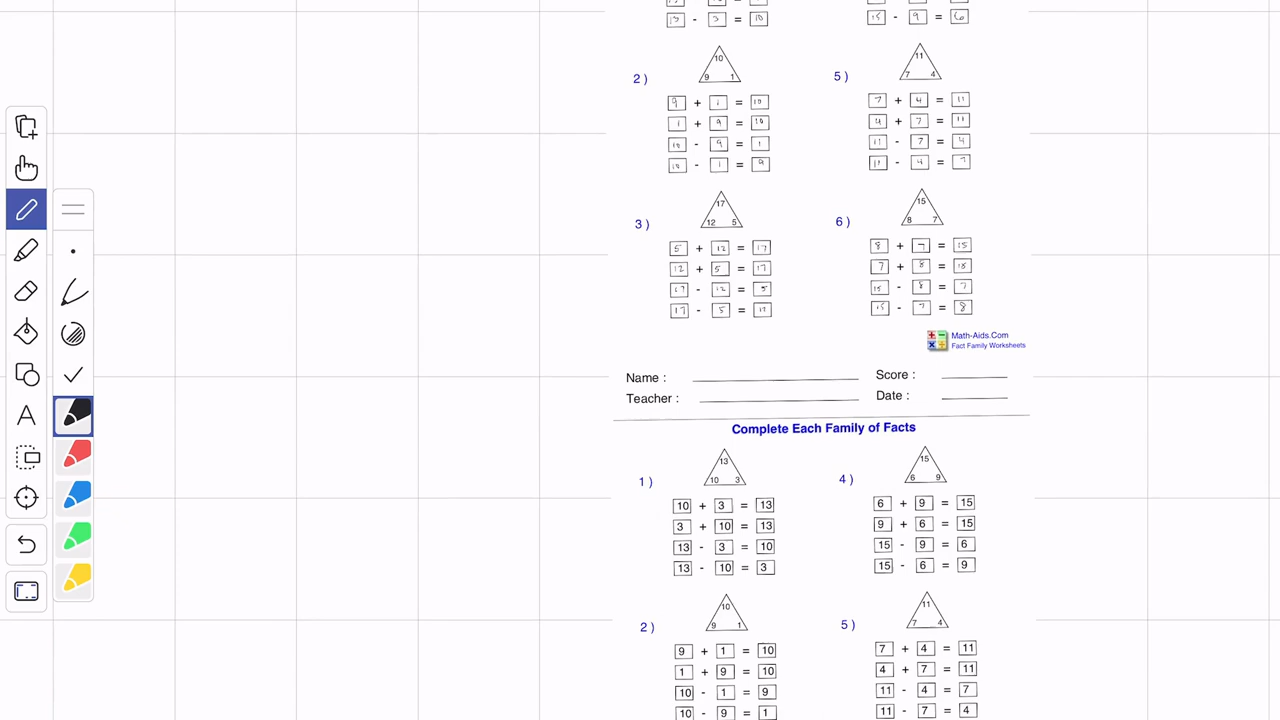 13 - 3 = 10
15 - 9 = 6
2 )
10
9 1
9 + 1 = 10
1 + 9 = 10
10 - 9 = 1
10 - 1 = 9
5 )
11
7 4
7 + 4 = 11
4 + 7 = 11
11 - 7 = 4
11 - 4 = 7
3 )
17
12 5
5 + 12 = 17
12 + 5 = 17
17 - 12 = 5
17 - 5 = 12
6 )
15
8 7
8 + 7 = 15
7 + 8 = 15
15 - 8 = 7
15 - 7 = 8
Math-Aids.Com
Fact Family Worksheets
Name :
Score :
Teacher :
Date :
Complete Each Family of Facts
1 )
13
10 3
10 + 3 = 13
3 + 10 = 13
13 - 3 = 10
13 - 10 = 3
4 )
15
6 9
6 + 9 = 15
9 + 6 = 15
15 - 9 = 6
15 - 6 = 9
2 )
10
9 1
9 + 1 = 10
1 + 9 = 10
10 - 1 = 9
10 - 9 = 1
5 )
11
7 4
7 + 4 = 11
4 + 7 = 11
11 - 4 = 7
11 - 7 = 4
A